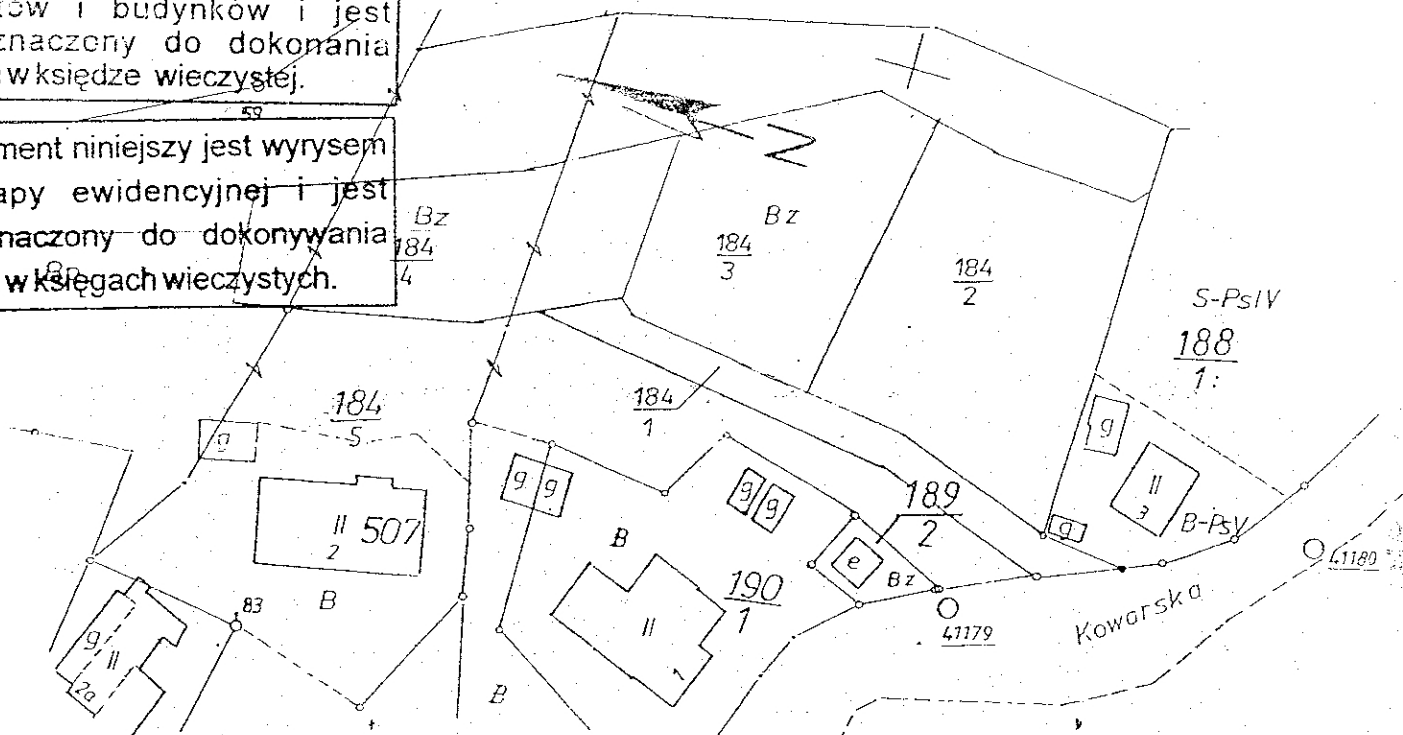 ów i budynków i jest
znaczony do dokonania
w księdze wieczystej.
59
ment niniejszy jest wyrysem
apy ewidencyjnej i jest
naczony do dokonywania
w księgach wieczystych.
N
Bz
184
4
Bz
184
3
184
2
S-PsIV
188
1
184
5
184
1
g
g
g g
g g
g
189
2
II
3
B-PsV
II
2
507
B
B
e
Bz
190
1
II
1
41180
41179
Kowarska
83
g
II
2a
B